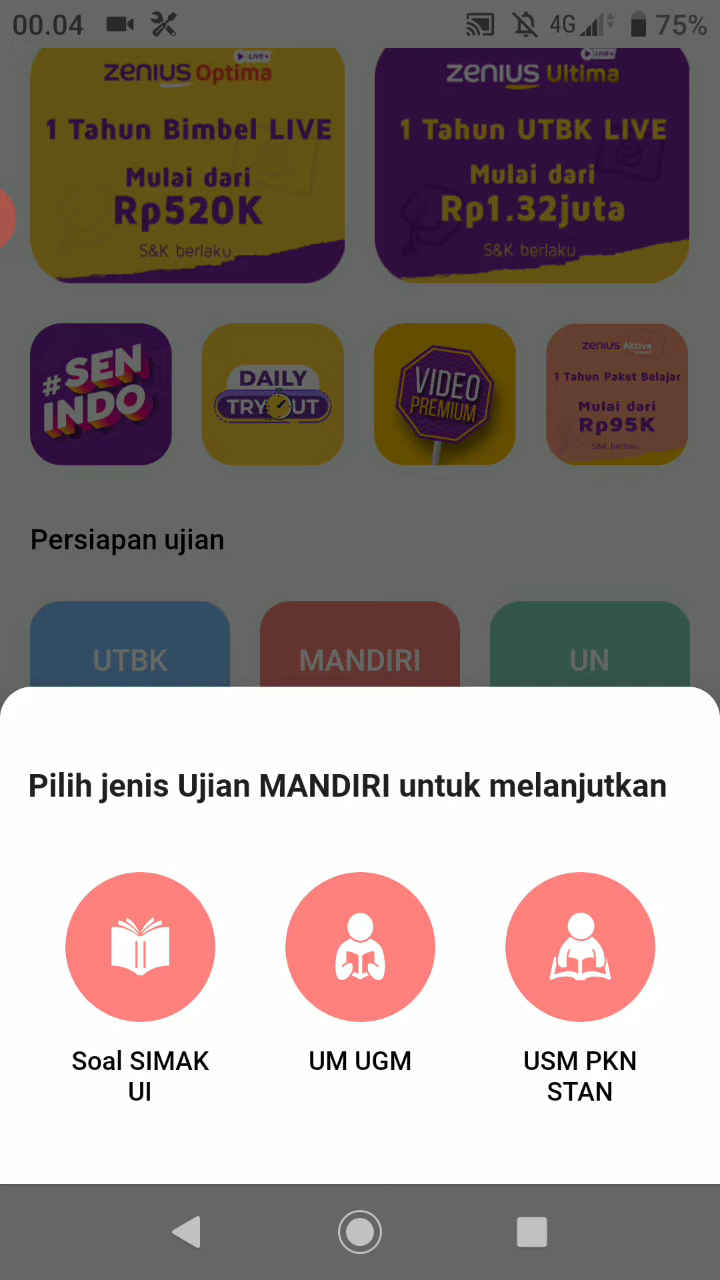 00.04
4G
75%
LIVE+
zenius Optima
1 Tahun Bimbel LIVE
Mulai dari
Rp520K
S&K berlaku
LIVE+
zenius Ultima
1 Tahun UTBK LIVE
Mulai dari
Rp1.32juta
S&K berlaku
#SEN
INDO
DAILY
TRYOUT
VIDEO
PREMIUM
zenius Aktiva
1 Tahun Paket Belajar
Mulai dari
Rp95K
S&K berlaku
Persiapan ujian
UTBK
MANDIRI
UN
Pilih jenis Ujian MANDIRI untuk melanjutkan
Soal SIMAK
UI
UM UGM
USM PKN
STAN